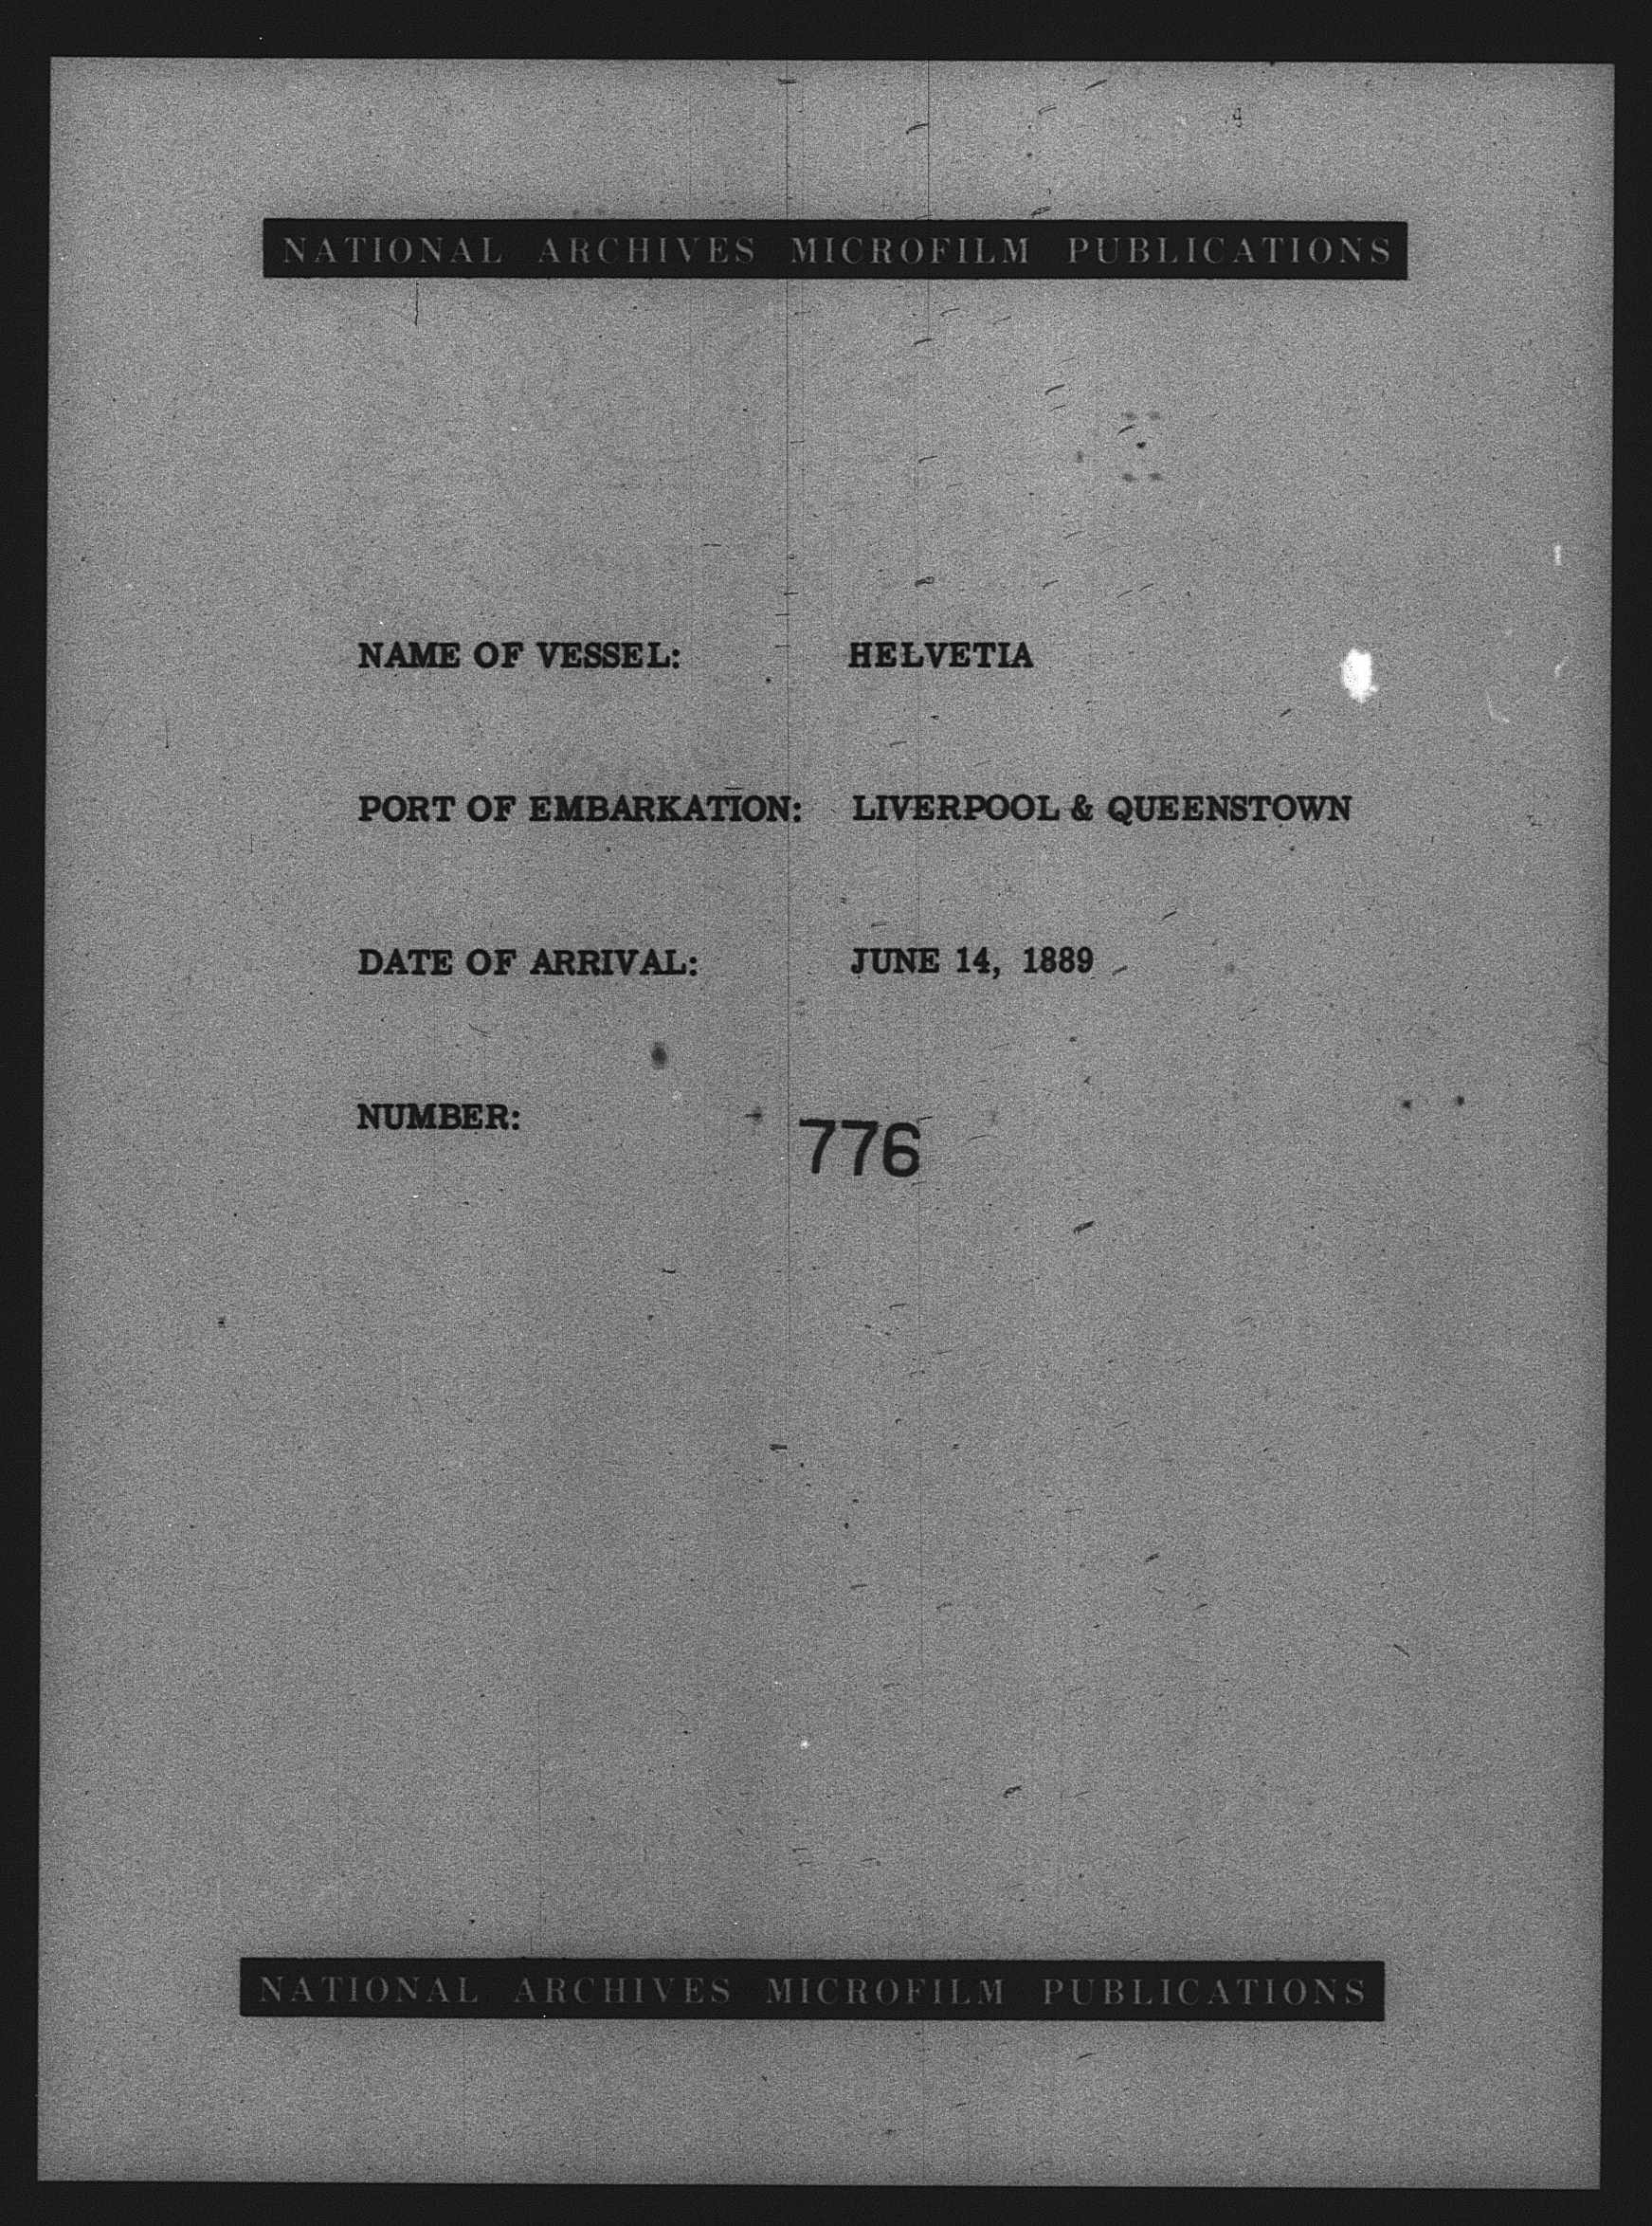 NATIONAL ARCHIVES MICROFILM PUBLICATIONS
NAME OF VESSEL: HELVETIA
PORT OF EMBARKATION: LIVERPOOL & QUEENSTOWN
DATE OF ARRIVAL: JUNE 14, 1889
NUMBER: 776
NATIONAL ARCHIVES MICROFILM PUBLICATIONS